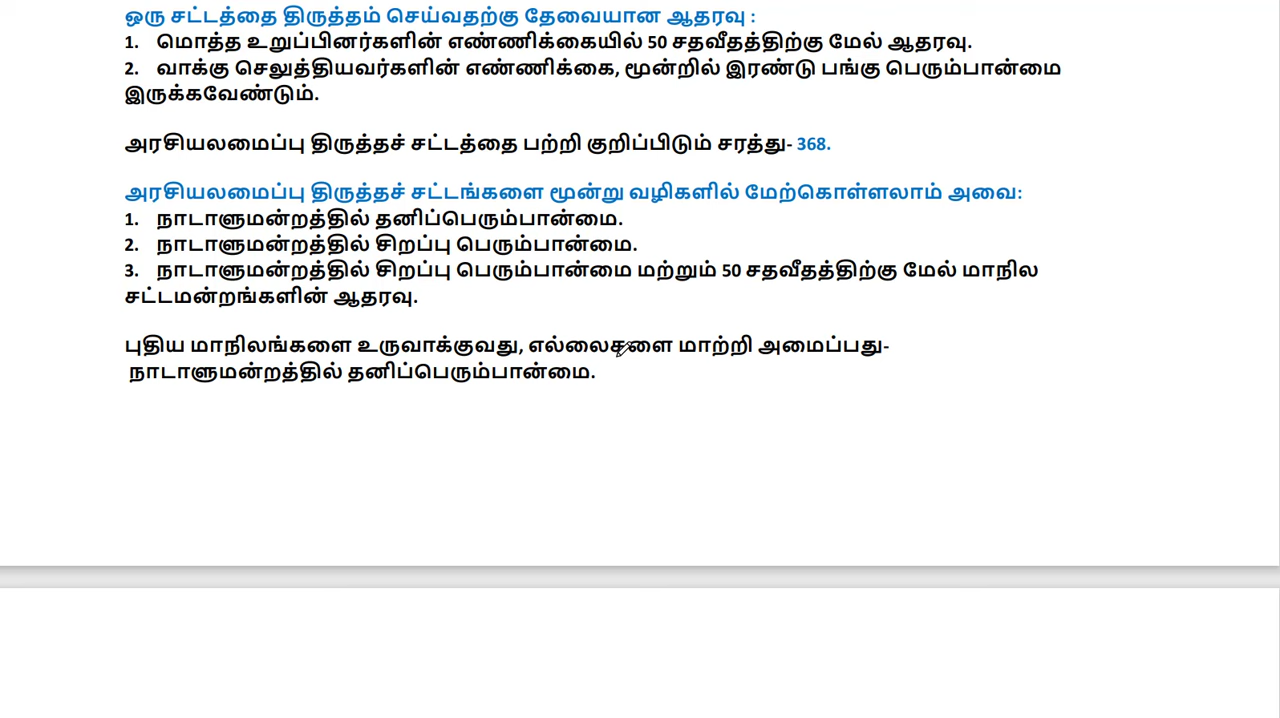 ஒரு சட்டத்தை திருத்தம் செய்வதற்கு தேவையான ஆதரவு :
1. மொத்த உறுப்பினர்களின் எண்ணிக்கையில் 50 சதவீதத்திற்கு மேல் ஆதரவு.
2. வாக்கு செலுத்தியவர்களின் எண்ணிக்கை, மூன்றில் இரண்டு பங்கு பெரும்பான்மை
இருக்கவேண்டும்.
அரசியலமைப்பு திருத்தச் சட்டத்தை பற்றி குறிப்பிடும் சரத்து- 368.
அரசியலமைப்பு திருத்தச் சட்டங்களை மூன்று வழிகளில் மேற்கொள்ளலாம் அவை:
1. நாடாளுமன்றத்தில் தனிப்பெரும்பான்மை.
2. நாடாளுமன்றத்தில் சிறப்பு பெரும்பான்மை.
3. நாடாளுமன்றத்தில் சிறப்பு பெரும்பான்மை மற்றும் 50 சதவீதத்திற்கு மேல் மாநில
சட்டமன்றங்களின் ஆதரவு.
புதிய மாநிலங்களை உருவாக்குவது, எல்லைகளை மாற்றி அமைப்பது-
நாடாளுமன்றத்தில் தனிப்பெரும்பான்மை.